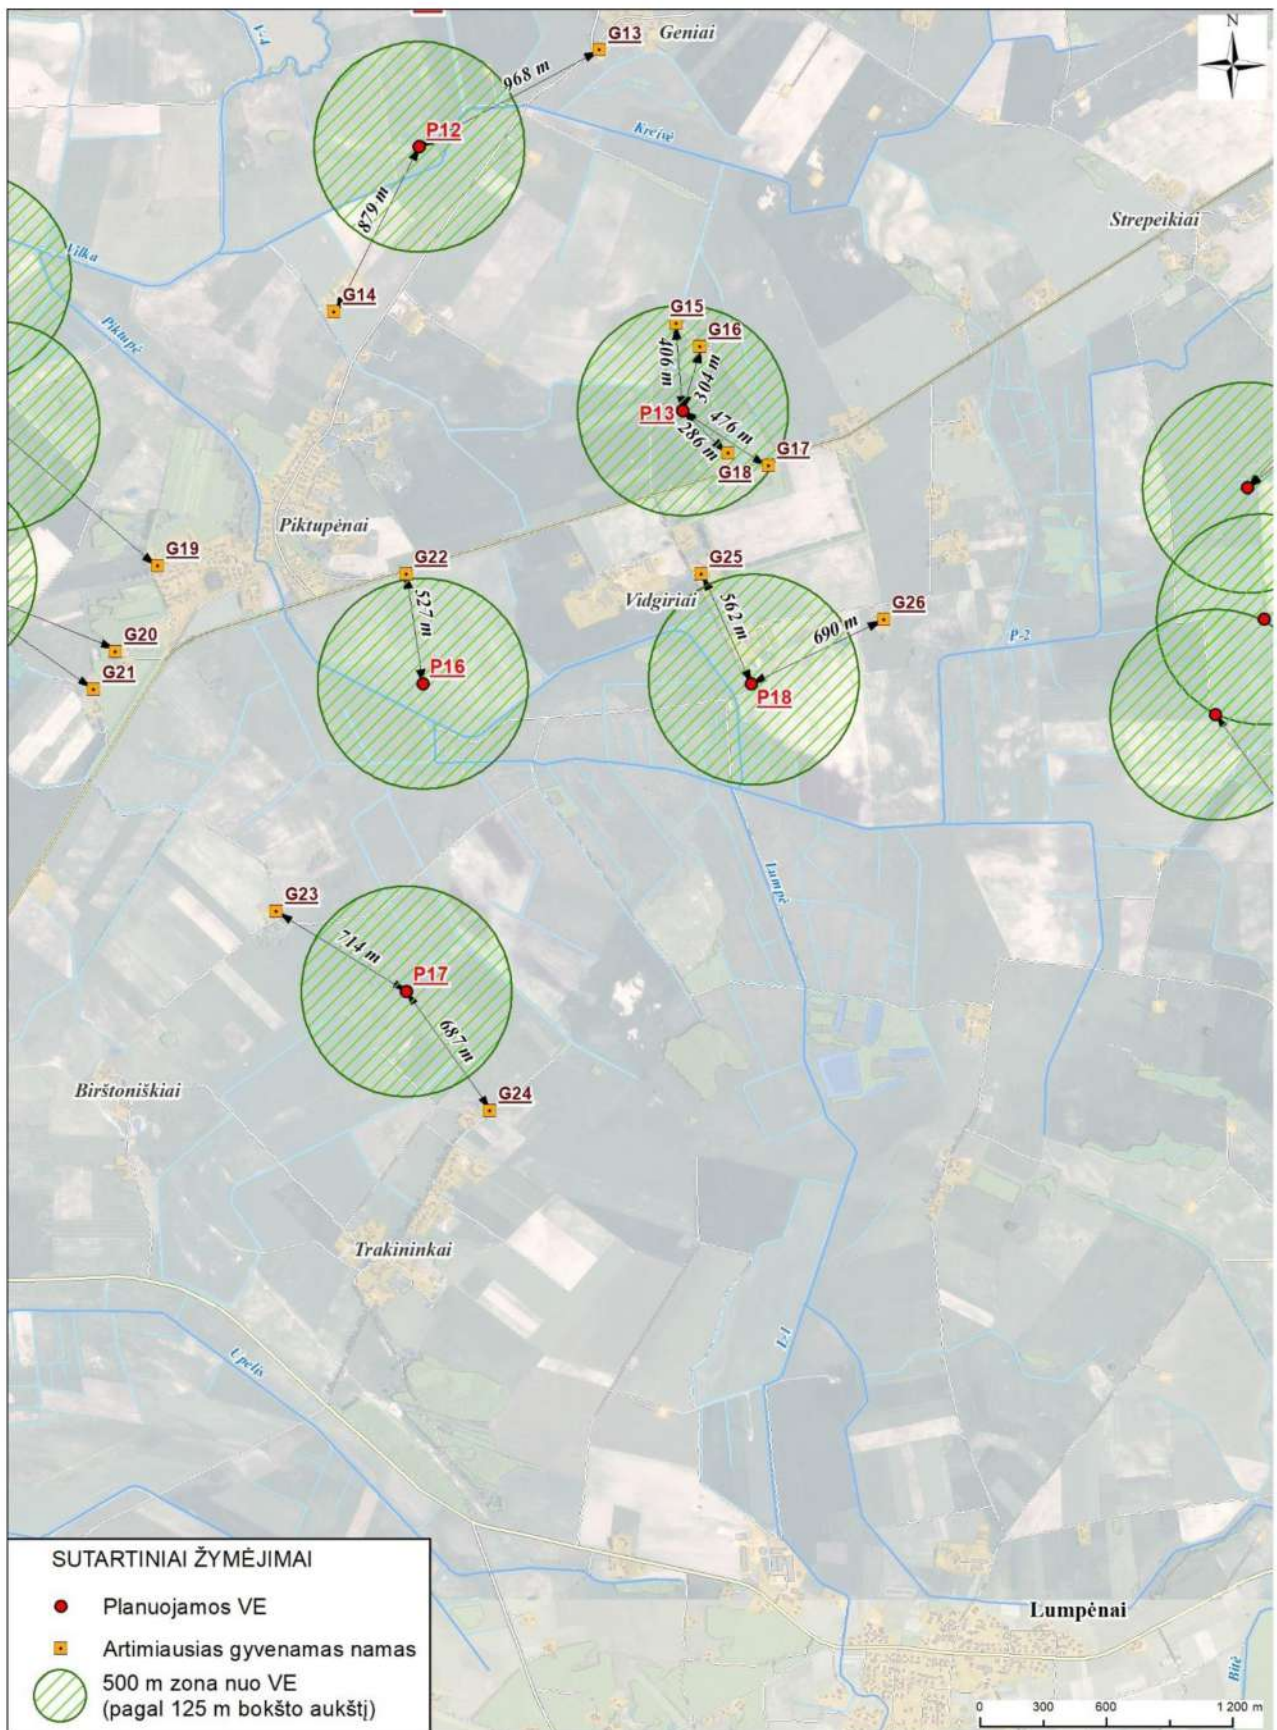 N
G13
Geniai
I-4
968 m
P12
Kreivė
879 m
Strepeikiai
Vilka
G14
G15
Piktupė
G16
406 m
304 m
P13
476 m
286 m
G17
G18
Piktupėnai
G19
G22
G25
527 m
Vidgiriai
562 m
G26
690 m
P-2
G20
G21
P16
P18
Lumpė
G23
714 m
P17
687 m
Birštoniškiai
G24
Trakininkai
L-1
Upelis
SUTARTINIAI ŽYMĖJIMAI
Planuojamos VE
Artimiausias gyvenamas namas
500 m zona nuo VE
(pagal 125 m bokšto aukštį)
Lumpėnai
Bitė
0 300 600 1 200 m